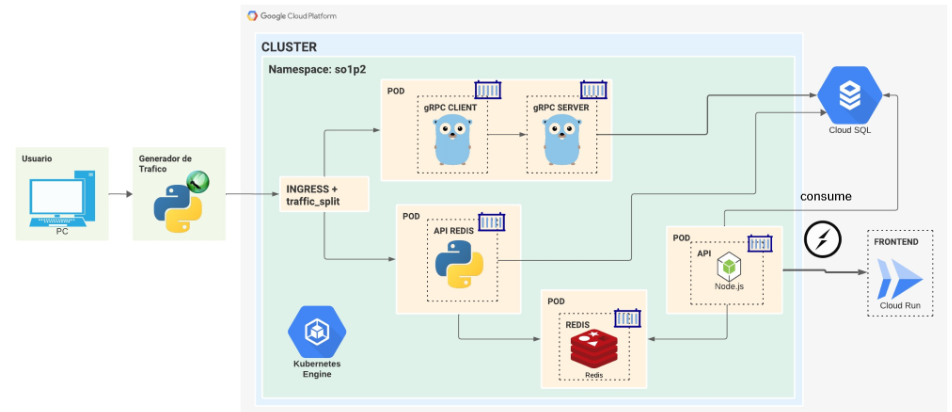 Google Cloud Platform
CLUSTER
Namespace: so1p2
POD
gRPC CLIENT
gRPC SERVER
Cloud SQL
Usuario
PC
Generador de
Trafico
INGRESS +
traffic_split
consume
POD
API REDIS
POD
API
Node.js
FRONTEND
Cloud Run
POD
REDIS
Redis
Kubernetes
Engine